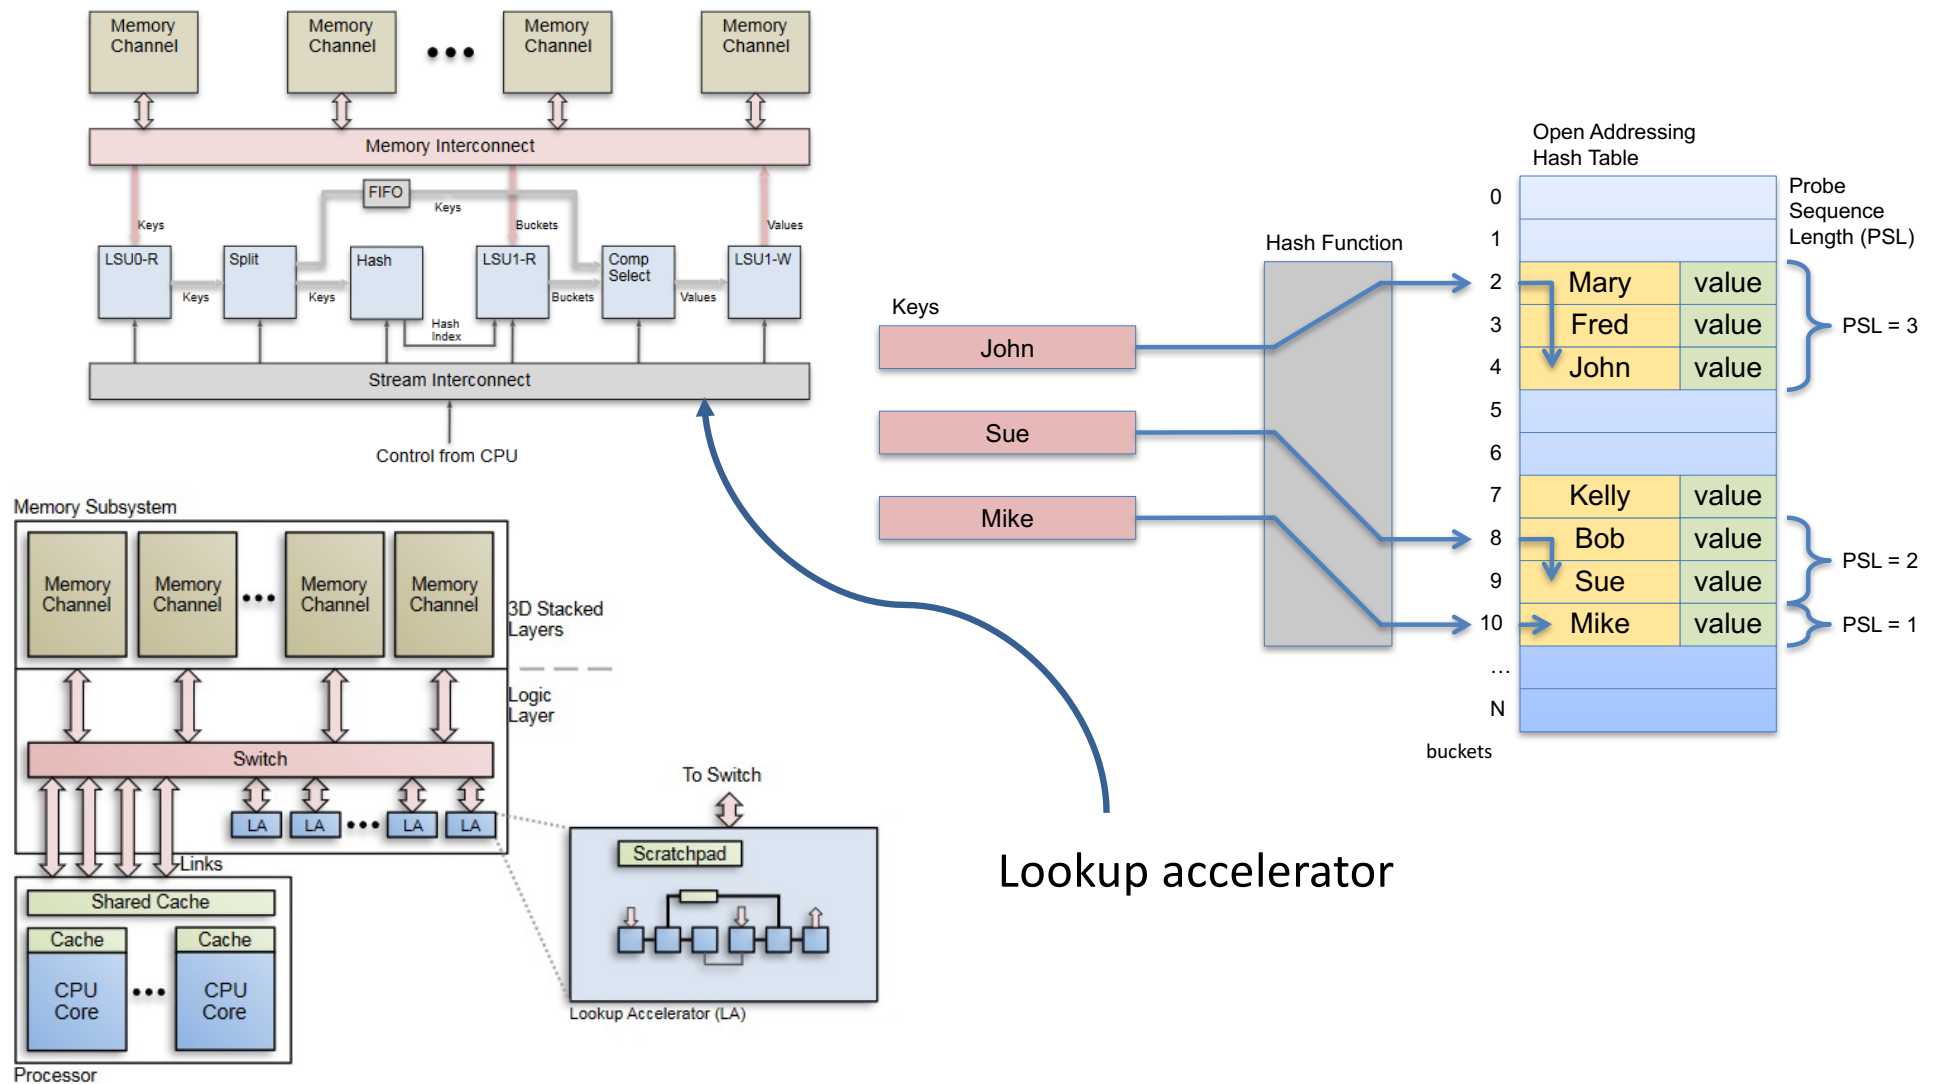 Memory
Channel
Memory
Channel
Memory
Channel
Memory
Channel
Memory Interconnect
FIFO
Keys
Keys
Buckets
Values
LSU0-R
Split
Hash
LSU1-R
Comp
Select
LSU1-W
Keys
Keys
Buckets
Values
Hash
Index
Stream Interconnect
Control from CPU
Memory Subsystem
Memory
Channel
Memory
Channel
Memory
Channel
Memory
Channel
3D Stacked
Layers
Logic
Layer
Switch
LA
LA
LA
LA
Links
Shared Cache
Cache
Cache
CPU
Core
CPU
Core
Processor
To Switch
Scratchpad
Lookup Accelerator (LA)
Lookup accelerator
Keys
John
Sue
Mike
Hash Function
Open Addressing
Hash Table
Probe
Sequence
Length (PSL)
0
1
2 Mary value
3 Fred value
4 John value
PSL = 3
5
6
7 Kelly value
8 Bob value
9 Sue value
PSL = 2
10 Mike value
PSL = 1
...
N
buckets